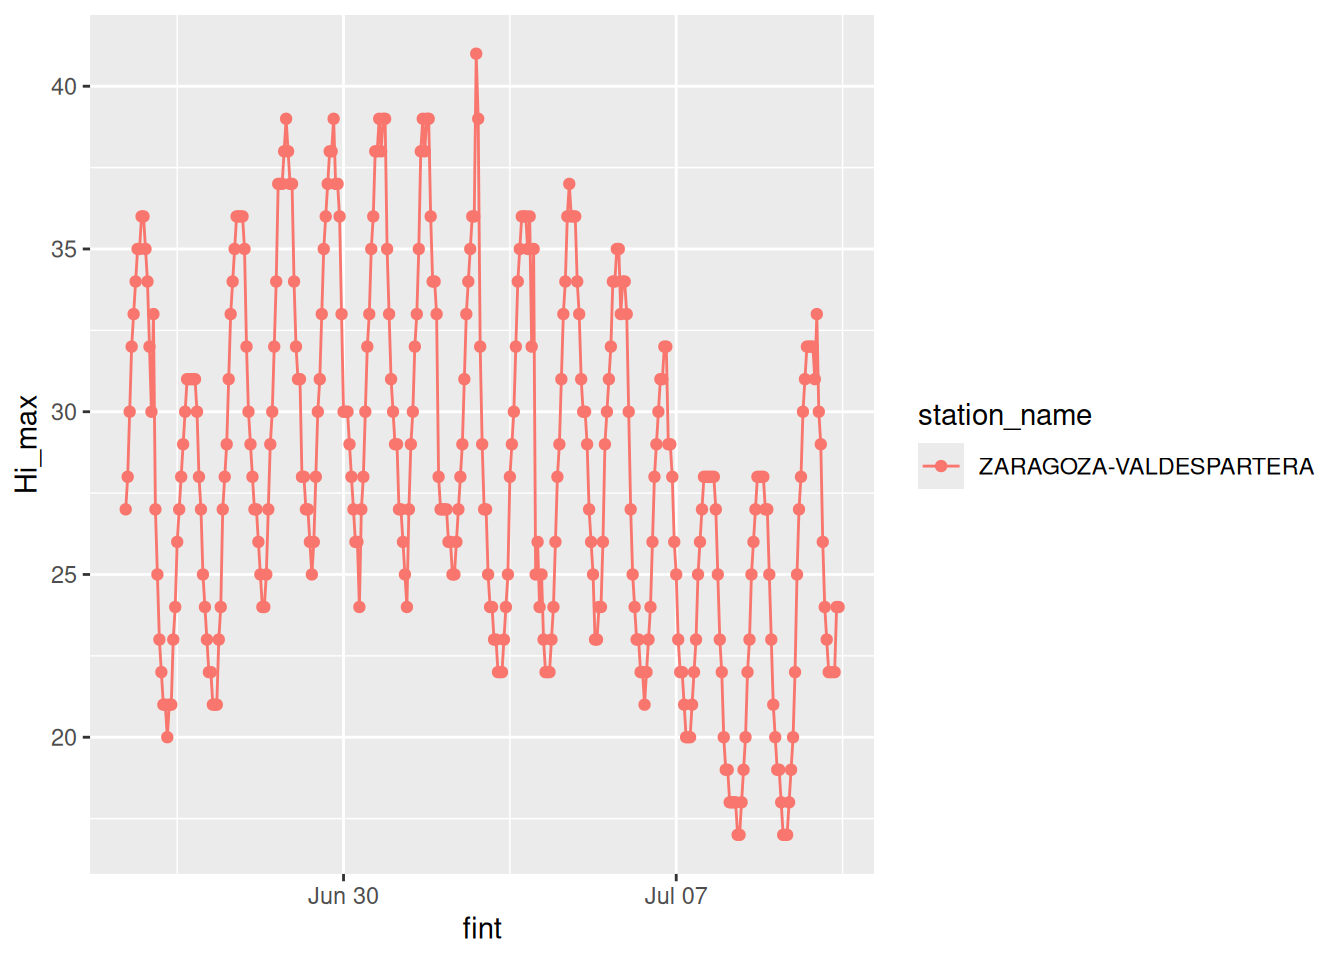 40
35
30
25
20
Hi_max
Jun 30
Jul 07
fint
station_name
ZARAGOZA-VALDESPARTERA